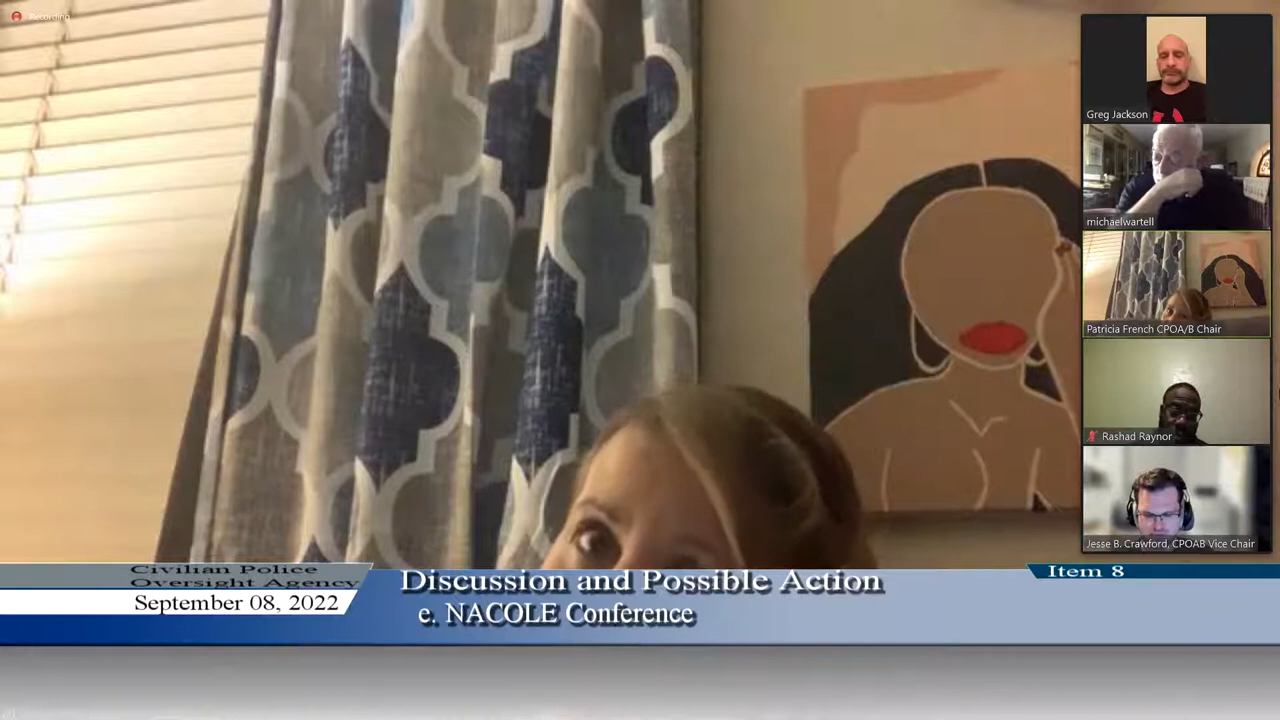 Recording
Greg Jackson
michaelwartell
Patricia French CPOA/B Chair
Rashad Raynor
Jesse B. Crawford, CPOAB Vice Chair
Civilian Police
Oversight Agency
September 08, 2022
Discussion and Possible Action
e. NACOLE Conference
Item 8